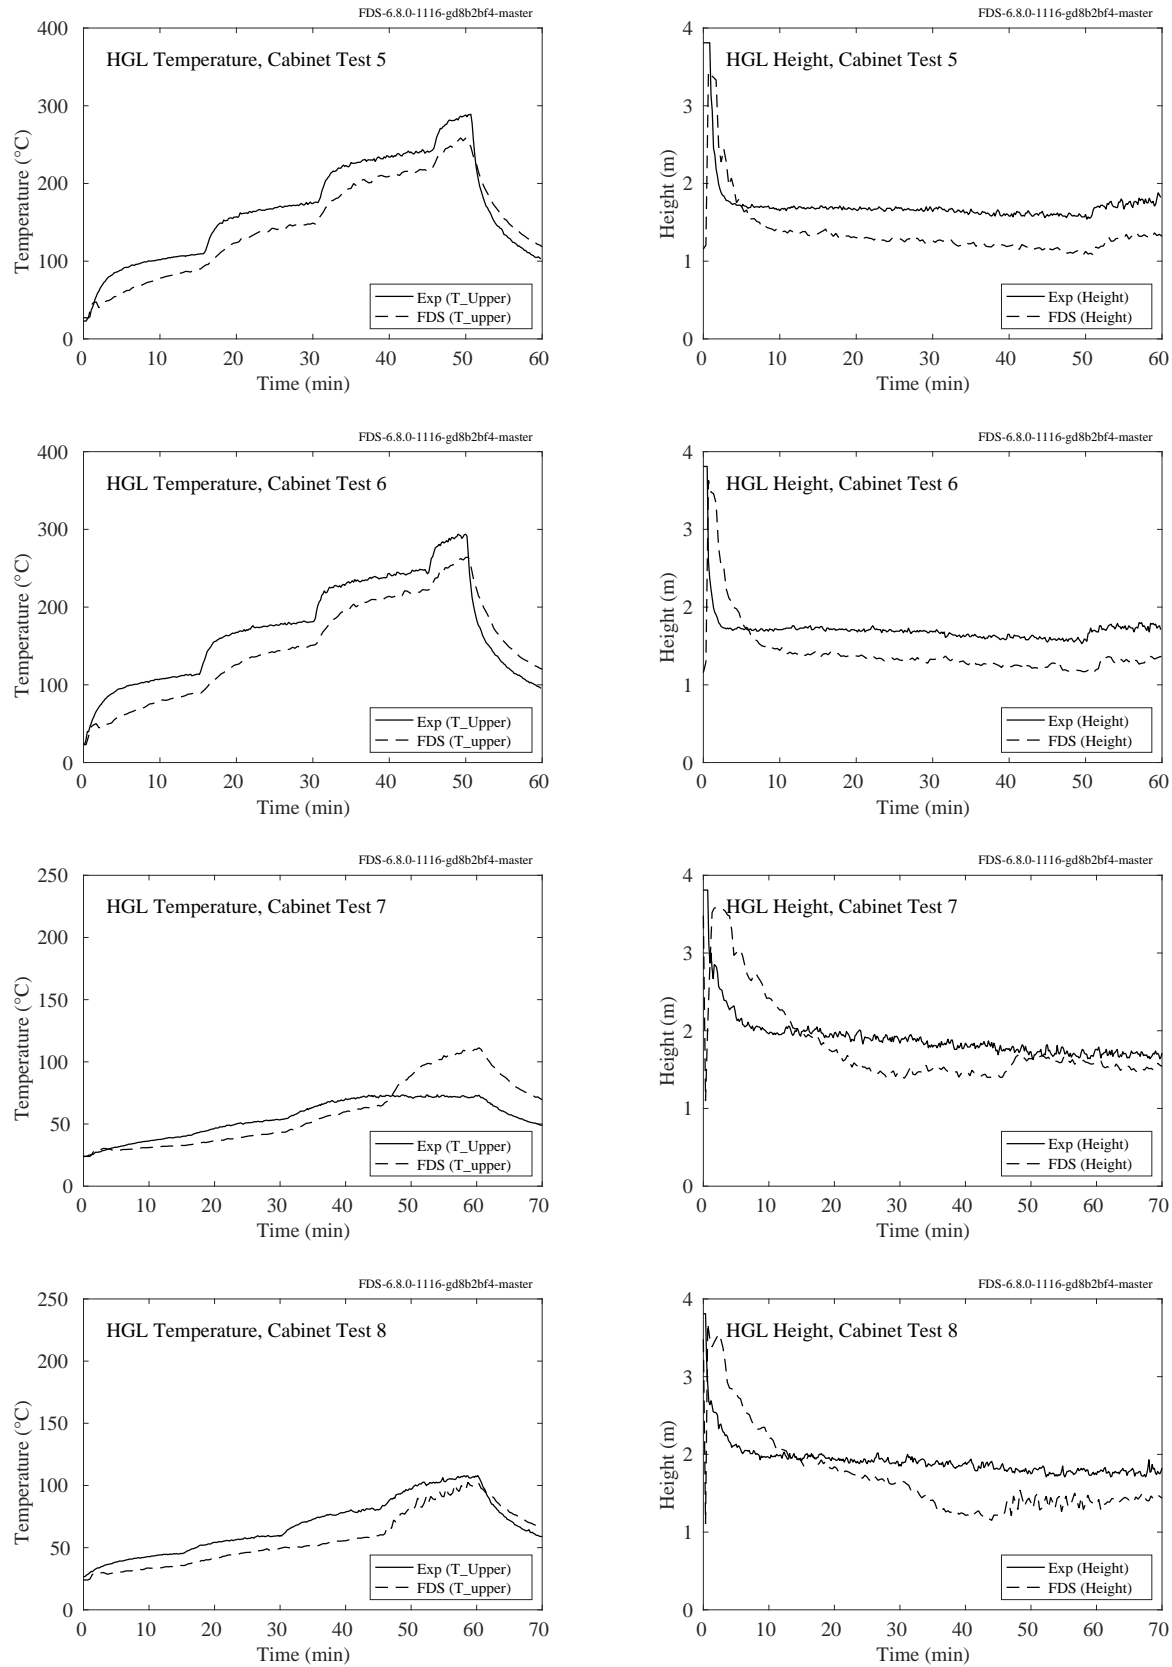 FDS-6.8.0-1116-gd8b2bf4-master
HGL Temperature, Cabinet Test 5
400
300
200
100
0
Temperature (°C)
Exp (T_Upper)
FDS (T_upper)
0 10 20 30 40 50 60
Time (min)
FDS-6.8.0-1116-gd8b2bf4-master
HGL Height, Cabinet Test 5
4
3
2
1
0
Height (m)
Exp (Height)
FDS (Height)
0 10 20 30 40 50 60
Time (min)
FDS-6.8.0-1116-gd8b2bf4-master
HGL Temperature, Cabinet Test 6
400
300
200
100
0
Temperature (°C)
Exp (T_Upper)
FDS (T_upper)
0 10 20 30 40 50 60
Time (min)
FDS-6.8.0-1116-gd8b2bf4-master
HGL Height, Cabinet Test 6
4
3
2
1
0
Height (m)
Exp (Height)
FDS (Height)
0 10 20 30 40 50 60
Time (min)
FDS-6.8.0-1116-gd8b2bf4-master
HGL Temperature, Cabinet Test 7
250
200
150
100
50
0
Temperature (°C)
Exp (T_Upper)
FDS (T_upper)
0 10 20 30 40 50 60 70
Time (min)
FDS-6.8.0-1116-gd8b2bf4-master
HGL Height, Cabinet Test 7
4
3
2
1
0
Height (m)
Exp (Height)
FDS (Height)
0 10 20 30 40 50 60 70
Time (min)
FDS-6.8.0-1116-gd8b2bf4-master
HGL Temperature, Cabinet Test 8
250
200
150
100
50
0
Temperature (°C)
Exp (T_Upper)
FDS (T_upper)
0 10 20 30 40 50 60 70
Time (min)
FDS-6.8.0-1116-gd8b2bf4-master
HGL Height, Cabinet Test 8
4
3
2
1
0
Height (m)
Exp (Height)
FDS (Height)
0 10 20 30 40 50 60 70
Time (min)